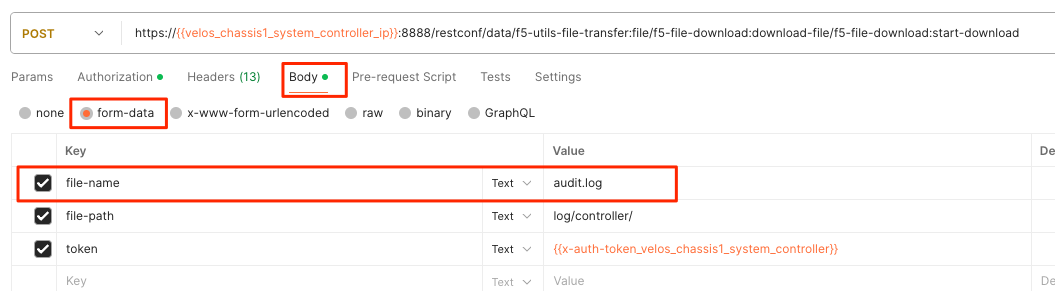 POST https://{{velos_chassis1_system_controller_ip}}:8888/restconf/data/f5-utils-file-transfer:file/f5-file-download:download-file/f5-file-download:start-download
Params Authorization Headers (13) Body Pre-request Script Tests Settings
none form-data x-www-form-urlencoded raw binary GraphQL
Key Value De
file-name Text audit.log
file-path Text log/controller/
token Text {{x-auth-token_velos_chassis1_system_controller}}
Key Text Value De